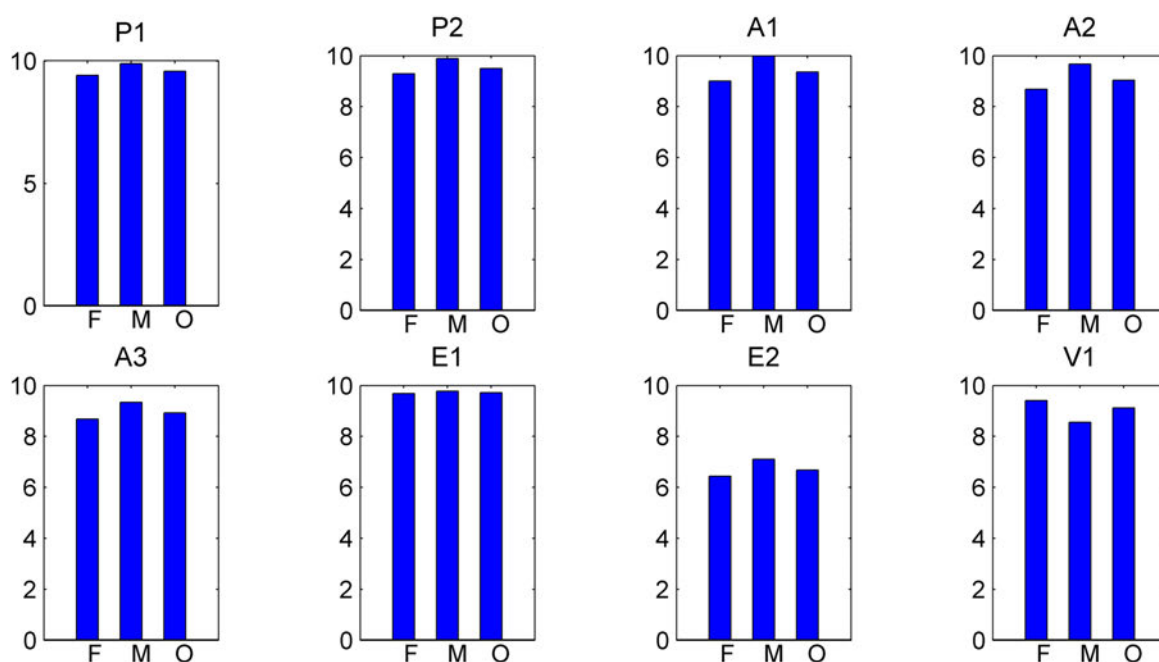 P1 P2 A1 A2
10 10 10 10
8 8 8
5 6 6 6
4 4 4
2 2 2
0 0 0 0
F M O F M O F M O F M O
A3 E1 E2 V1
10 10 10 10
8 8 8 8
6 6 6 6
4 4 4 4
2 2 2 2
0 0 0 0
F M O F M O F M O F M O